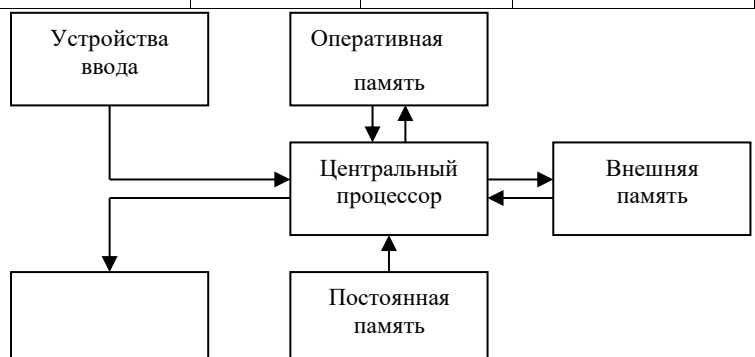 Устройства
ввода
Оперативная
память
Центральный
процессор
Внешняя
память
Постоянная
память